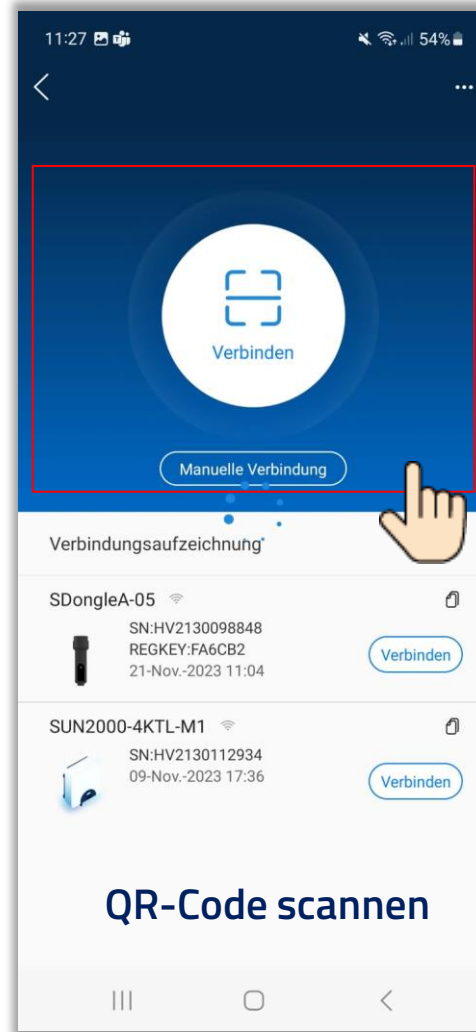 11:27
54%
Verbinden
Manuelle Verbindung
Verbindungsaufzeichnung
SDongleA-05
SN:HV2130098848
REGKEY:FA6CB2
21-Nov.-2023 11:04
Verbinden
SUN2000-4KTL-M1
SN:HV2130112934
09-Nov.-2023 17:36
Verbinden
QR-Code scannen